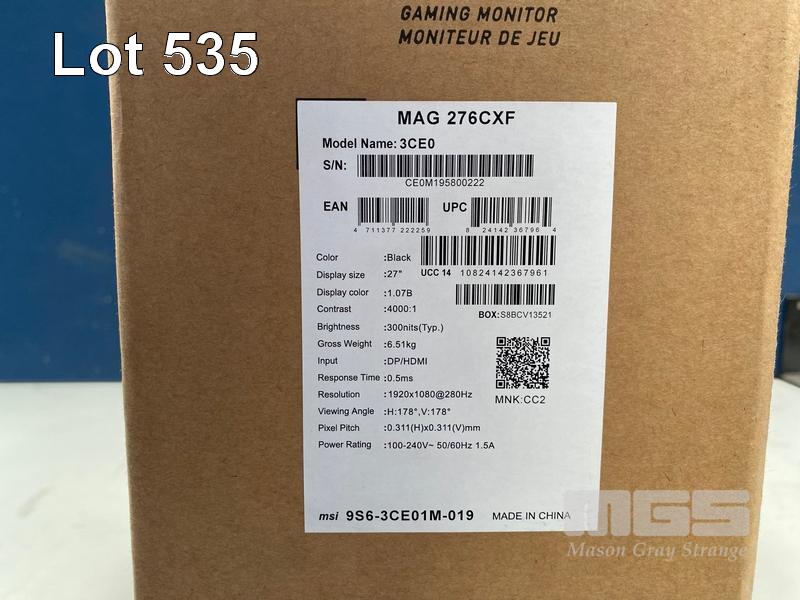 GAMING MONITOR
MONITEUR DE JEU
Lot 535
MAG 276CXF
Model Name: 3CE0
S/N:
CE0M195800222
EAN UPC
4 711377 222259 8 24142 36796 4
UCC 14 10824142367961
Color :Black
Display size :27"
Display color :1.07B
Contrast :4000:1
BOX:S8BCV13521
Brightness :300nits(Typ.)
Gross Weight :6.51kg
Input :DP/HDMI
Response Time :0.5ms
Resolution :1920x1080@280Hz
MNK:CC2
Viewing Angle :H:178°,V:178°
Pixel Pitch :0.311(H)x0.311(V)mm
Power Rating :100-240V~ 50/60Hz 1.5A
msi 9S6-3CE01M-019 MADE IN CHINA
MGS
Mason Gray Strange